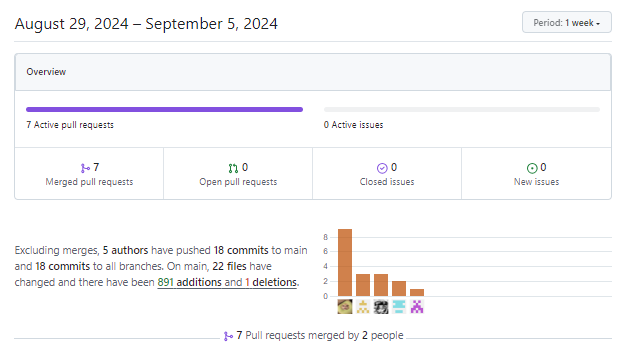 August 29, 2024 – September 5, 2024
Period: 1 week
Overview
7 Active pull requests
0 Active issues
7
Merged pull requests
0
Open pull requests
0
Closed issues
0
New issues
Excluding merges, 5 authors have pushed 18 commits to main
and 18 commits to all branches. On main, 22 files have
changed and there have been 891 additions and 1 deletions.
8
6
4
2
0
7 Pull requests merged by 2 people